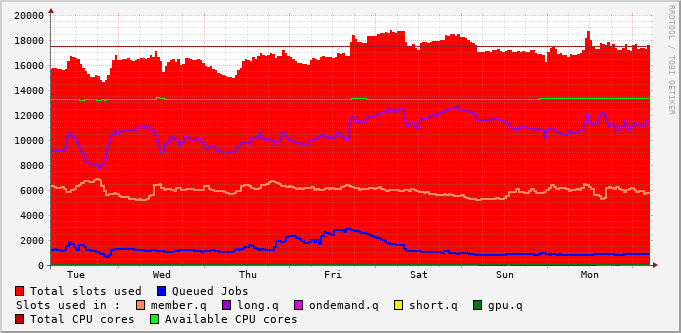 20000
18000
16000
14000
12000
10000
8000
6000
4000
2000
0
Tue Wed Thu Fri Sat Sun Mon
RRDTOOL / TOBI OETIKER
Total slots used Queued Jobs
Slots used in : member.q long.q ondemand.q short.q gpu.q
Total CPU cores Available CPU cores